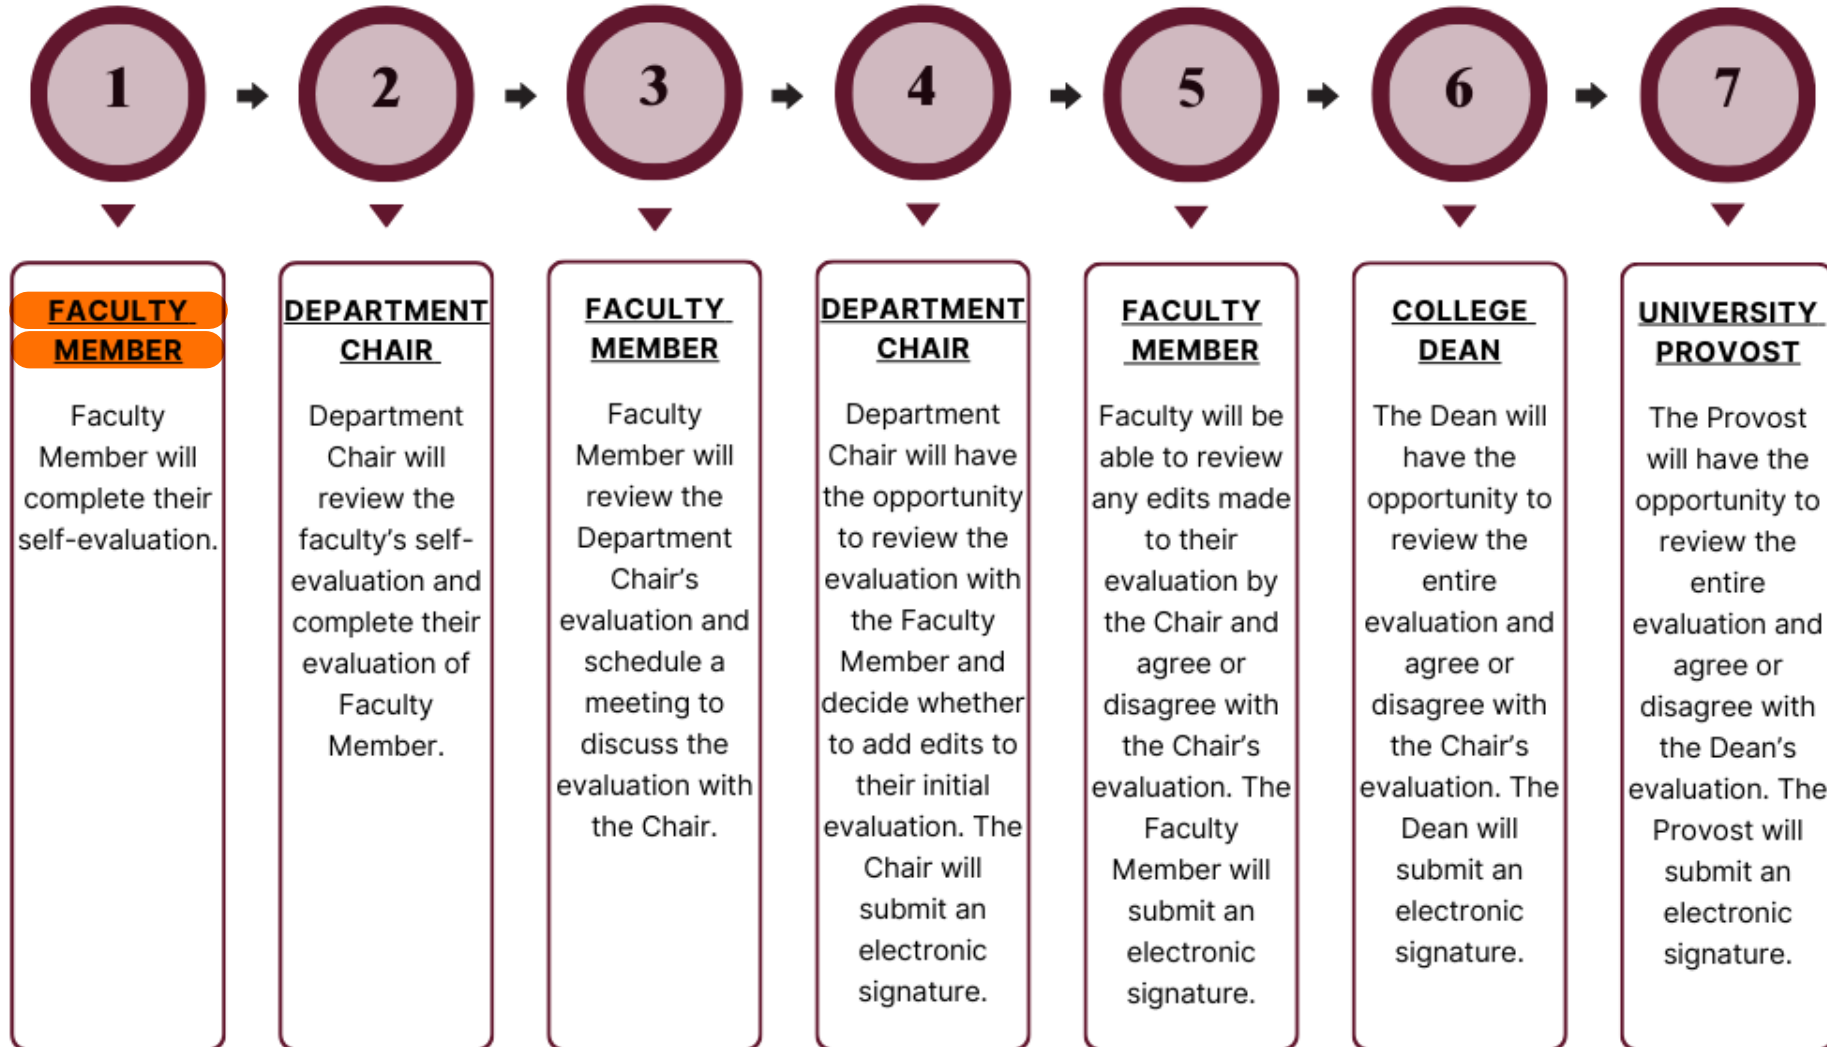 1
2
3
4
5
6
7
FACULTY
MEMBER
Faculty
Member will
complete their
self-evaluation.
DEPARTMENT
CHAIR
Department
Chair will
review the
faculty's self-
evaluation and
complete their
evaluation of
Faculty
Member.
FACULTY
MEMBER
Faculty
Member will
review the
Department
Chair's
evaluation and
schedule a
meeting to
discuss the
evaluation with
the Chair.
DEPARTMENT
CHAIR
Department
Chair will have
the opportunity
to review the
evaluation with
the Faculty
Member and
decide whether
to add edits to
their initial
evaluation. The
Chair will
submit an
electronic
signature.
FACULTY
MEMBER
Faculty will be
able to review
any edits made
to their
evaluation by
the Chair and
agree or
disagree with
the Chair's
evaluation. The
Faculty
Member will
submit an
electronic
signature.
COLLEGE
DEAN
The Dean will
have the
opportunity to
review the
entire
evaluation and
agree or
disagree with
the Chair's
evaluation. The
Dean will
submit an
electronic
signature.
UNIVERSITY
PROVOST
The Provost
will have the
opportunity to
review the
entire
evaluation and
agree or
disagree with
the Dean's
evaluation. The
Provost will
submit an
electronic
signature.